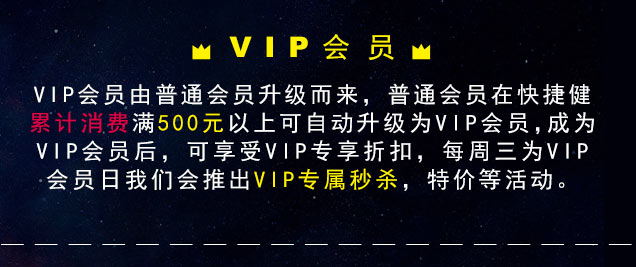 VIP会员
VIP会员由普通会员升级而来，普通会员在快捷健
累计消费满500元以上可自动升级为VIP会员,成为
VIP会员后，可享受VIP专享折扣，每周三为VIP
会员日我们会推出VIP专属秒杀，特价等活动。